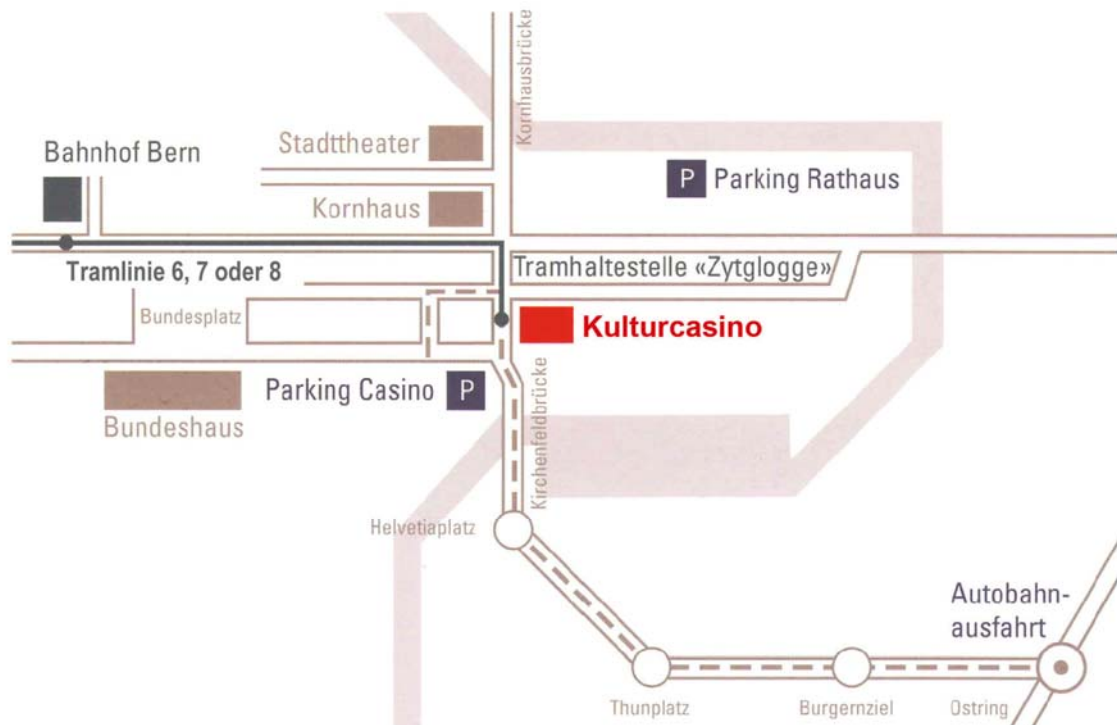 Kornhausbrücke
Stadttheater
Bahnhof Bern
P Parking Rathaus
Kornhaus
Tramlinie 6, 7 oder 8
Tramhaltestelle «Zytglogge»
Bundesplatz
Kulturcasino
Parking Casino P
Bundeshaus
Kirchenfeldbrücke
Helvetiaplatz
Autobahn-
ausfahrt
Thunplatz
Burgernziel
Ostring